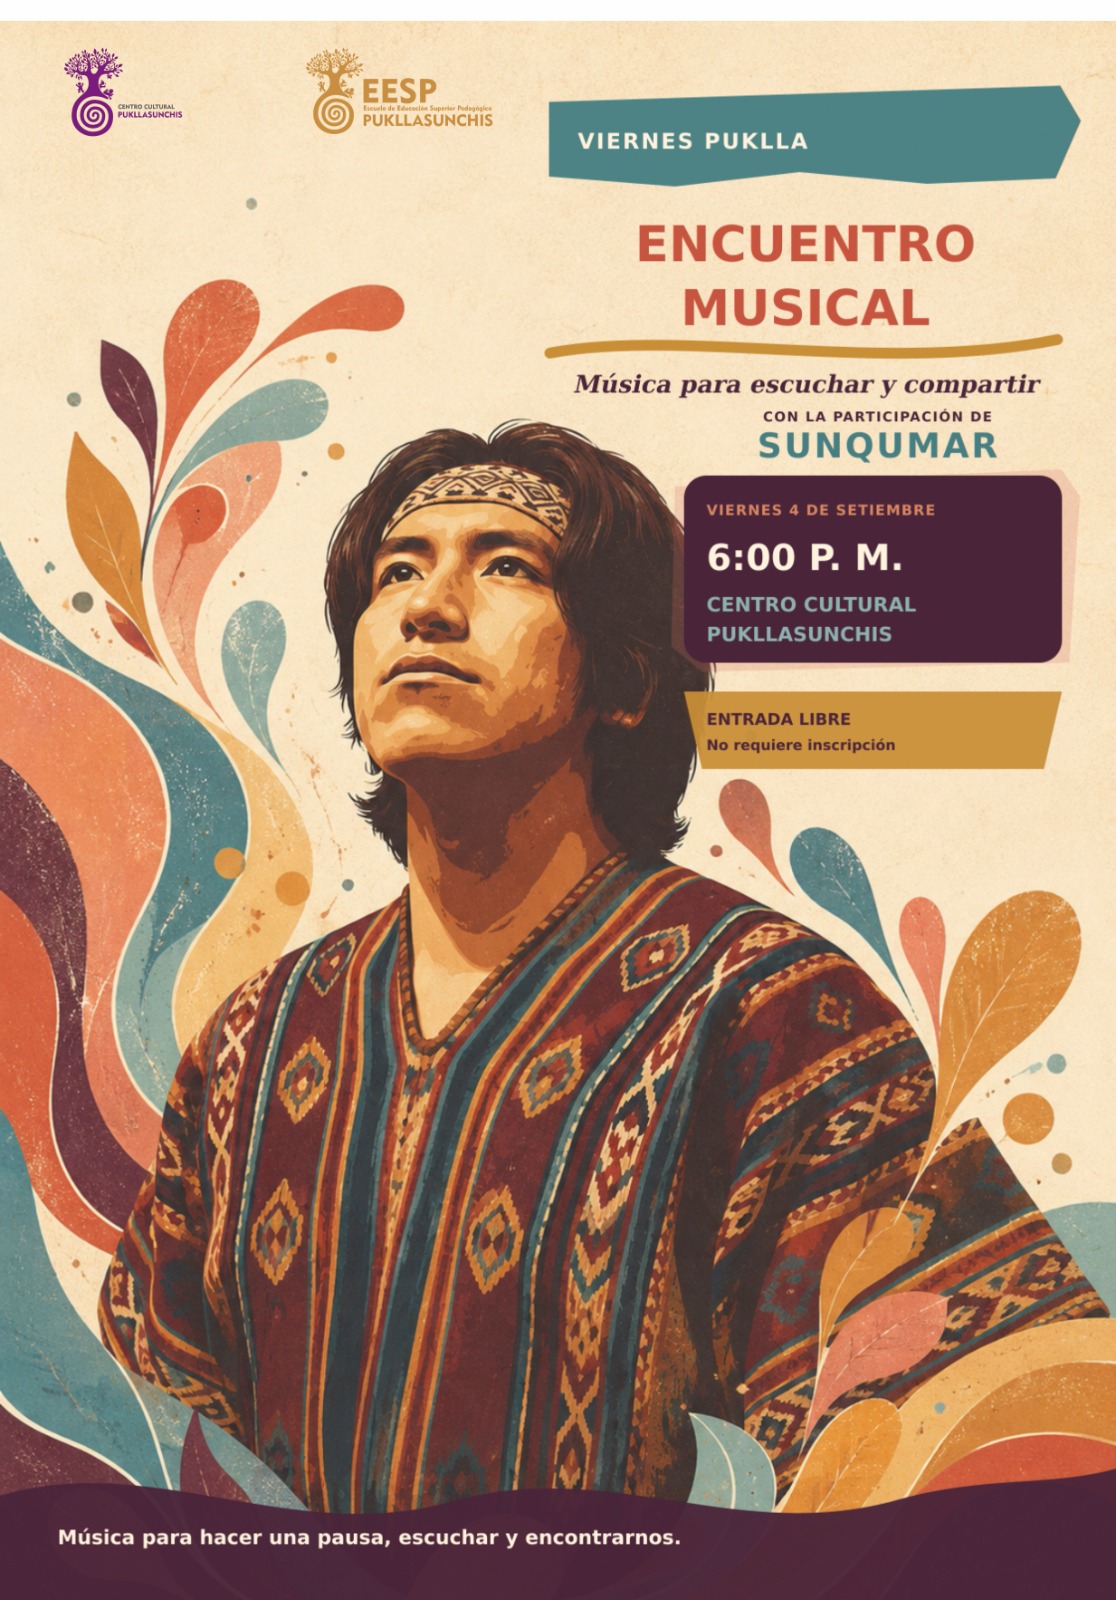 CENTRO CULTURAL
PUKLLASUNCHIS
EESP
Escuela de Educación Superior Pedagógica
PUKLLASUNCHIS
VIERNES PUKLLA
ENCUENTRO
MUSICAL
Música para escuchar y compartir
CON LA PARTICIPACIÓN DE
SUNQUMAR
VIERNES 4 DE SETIEMBRE
6:00 P. M.
CENTRO CULTURAL
PUKLLASUNCHIS
ENTRADA LIBRE
No requiere inscripción
Música para hacer una pausa, escuchar y encontrarnos.